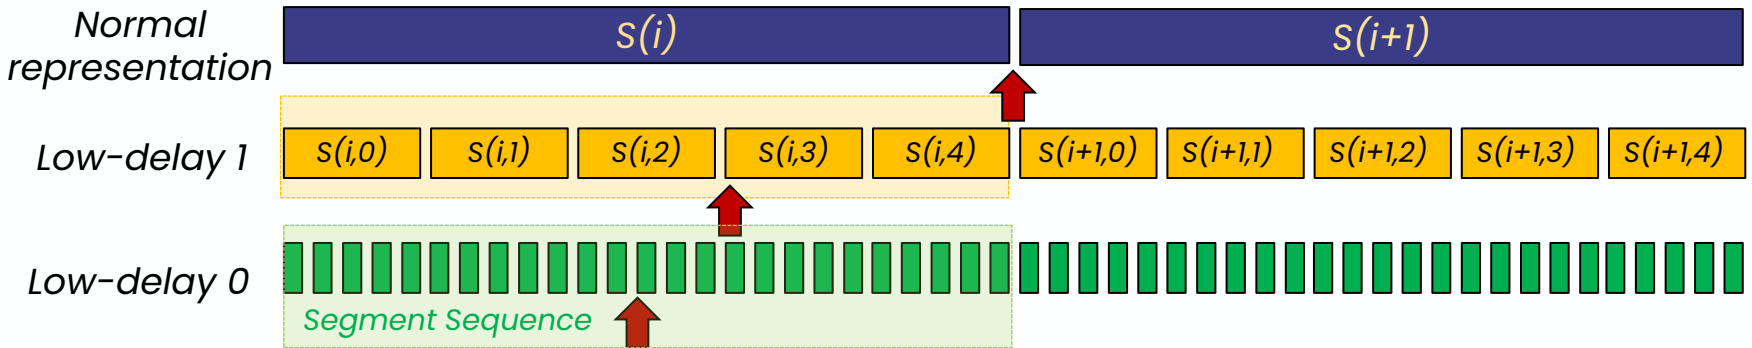 Normal
representation
S(i)
S(i+1)
Low-delay 1
S(i,0)
S(i,1)
S(i,2)
S(i,3)
S(i,4)
S(i+1,0)
S(i+1,1)
S(i+1,2)
S(i+1,3)
S(i+1,4)
Low-delay 0
Segment Sequence